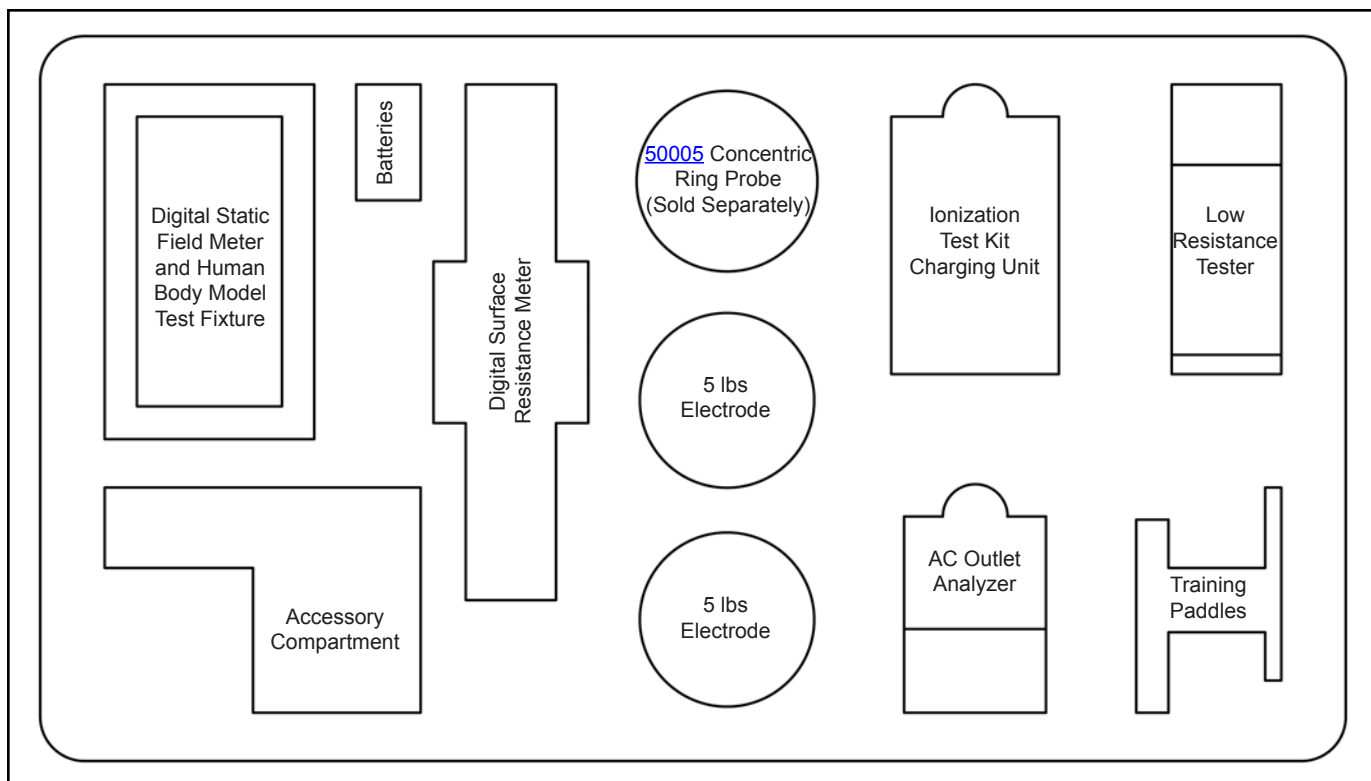 Digital Static
Field Meter
and Human
Body Model
Test Fixture
Batteries
Digital Surface
Resistance Meter
50005 Concentric
Ring Probe
(Sold Separately)
Ionization
Test Kit
Charging Unit
Low
Resistance
Tester
5 lbs
Electrode
Accessory
Compartment
5 lbs
Electrode
AC Outlet
Analyzer
Training
Paddles